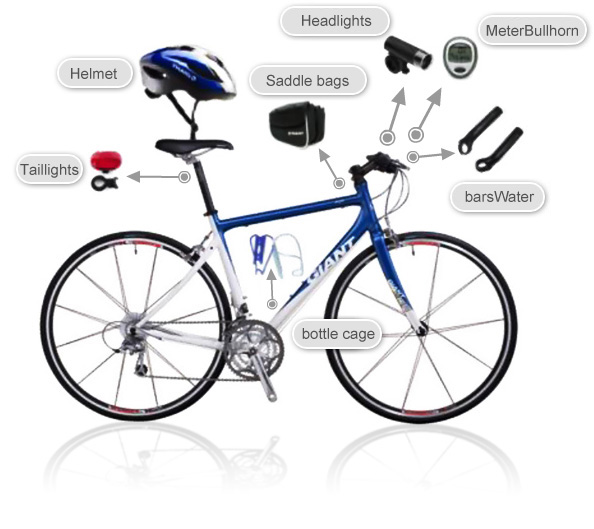 Headlights
MeterBullhorn
Helmet
Saddle bags
Taillights
barsWater
GIANT
bottle cage